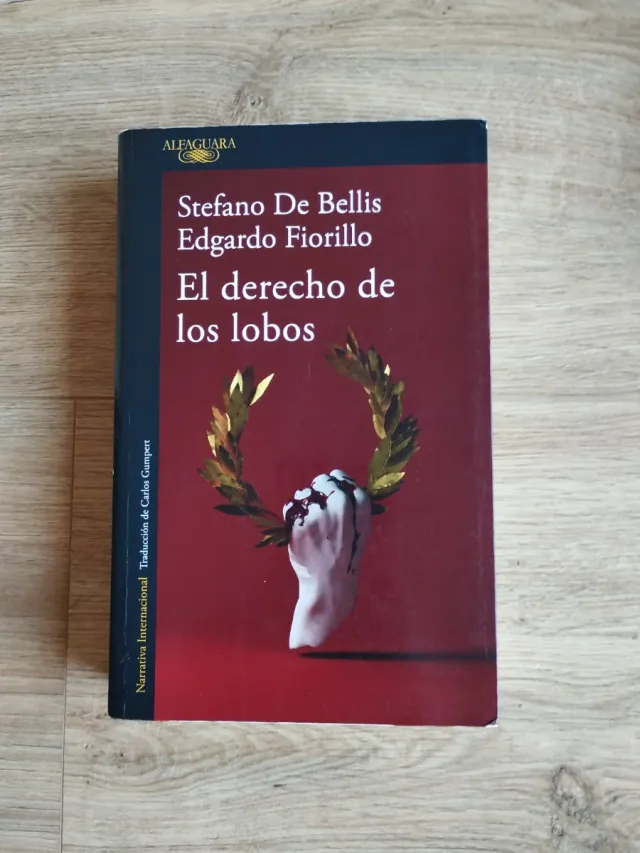 ALFAGUARA
Stefano De Bellis
Edgardo Fiorillo
El derecho de
los lobos
Narrativa Internacional Traducción de Carlos Gumpert